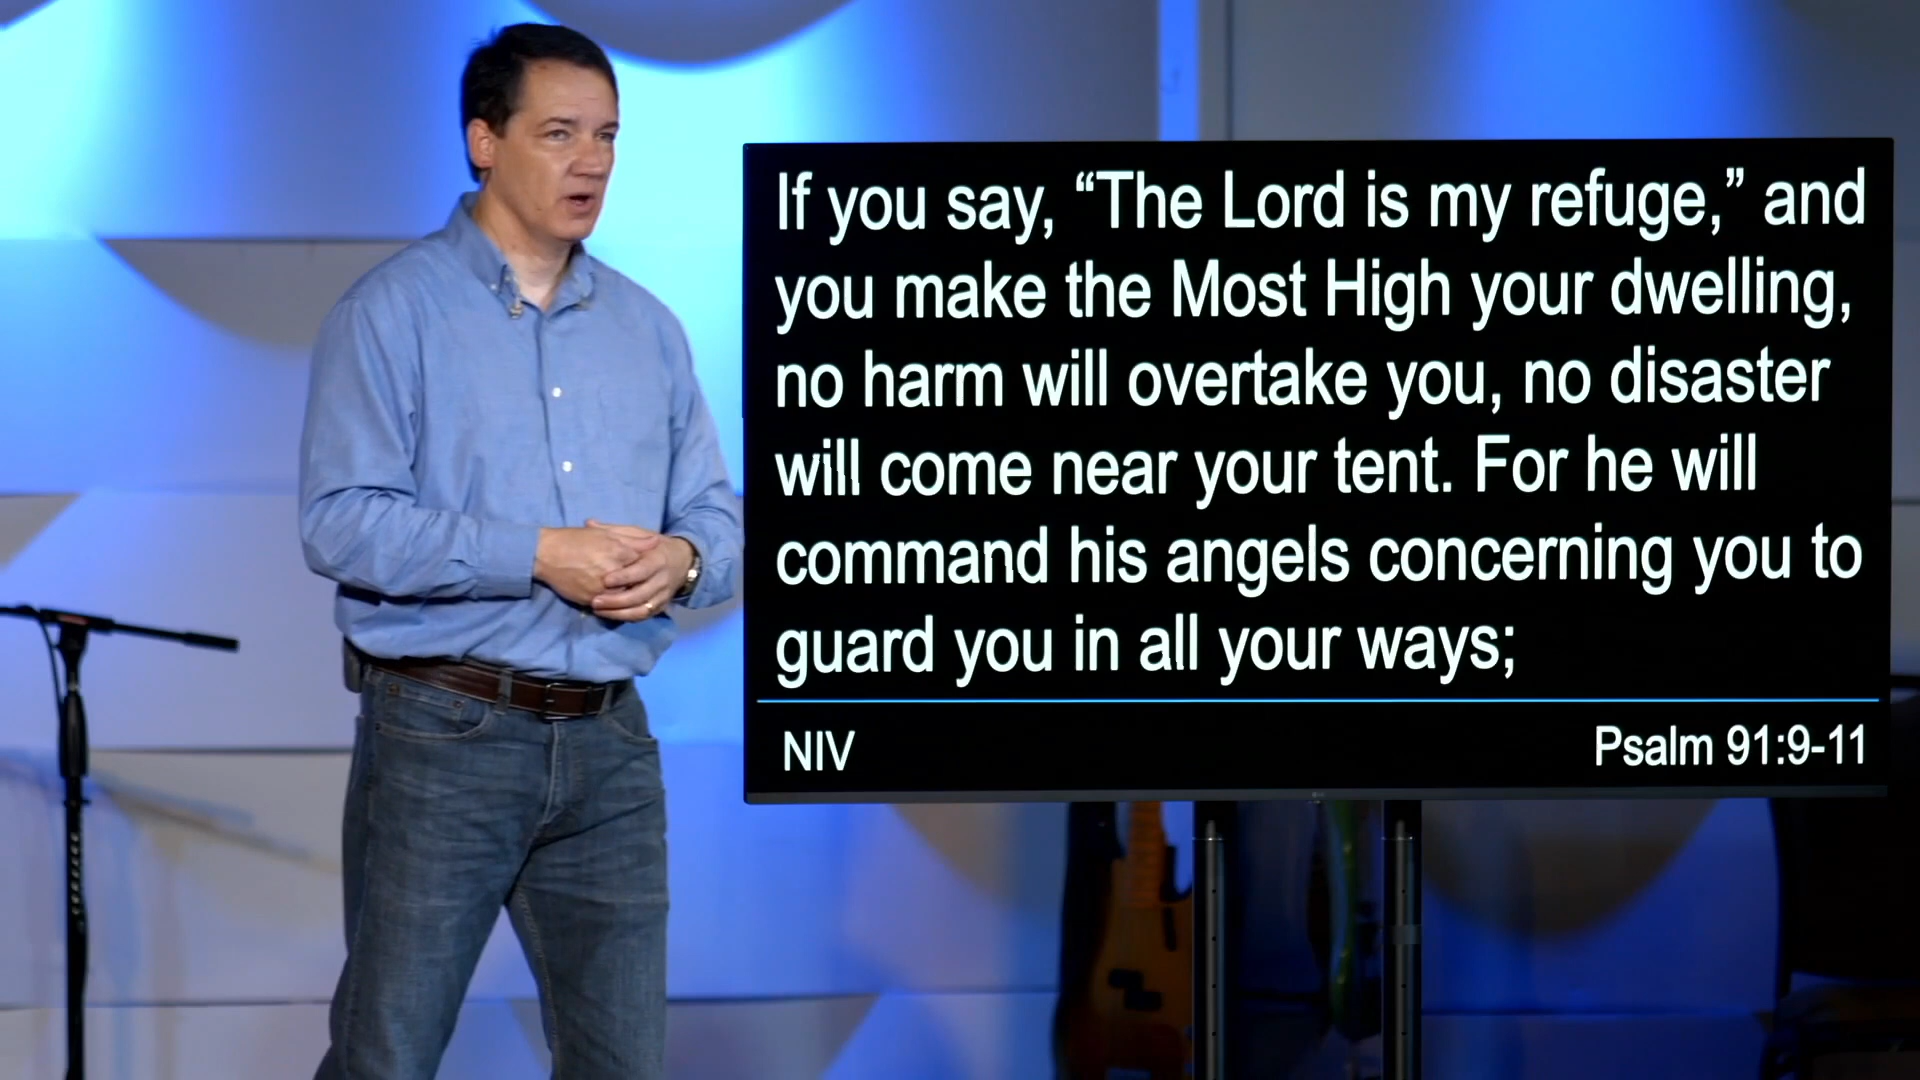 If you say, “The Lord is my refuge,” and
you make the Most High your dwelling,
no harm will overtake you, no disaster
will come near your tent. For he will
command his angels concerning you to
guard you in all your ways;
NIV
Psalm 91:9-11